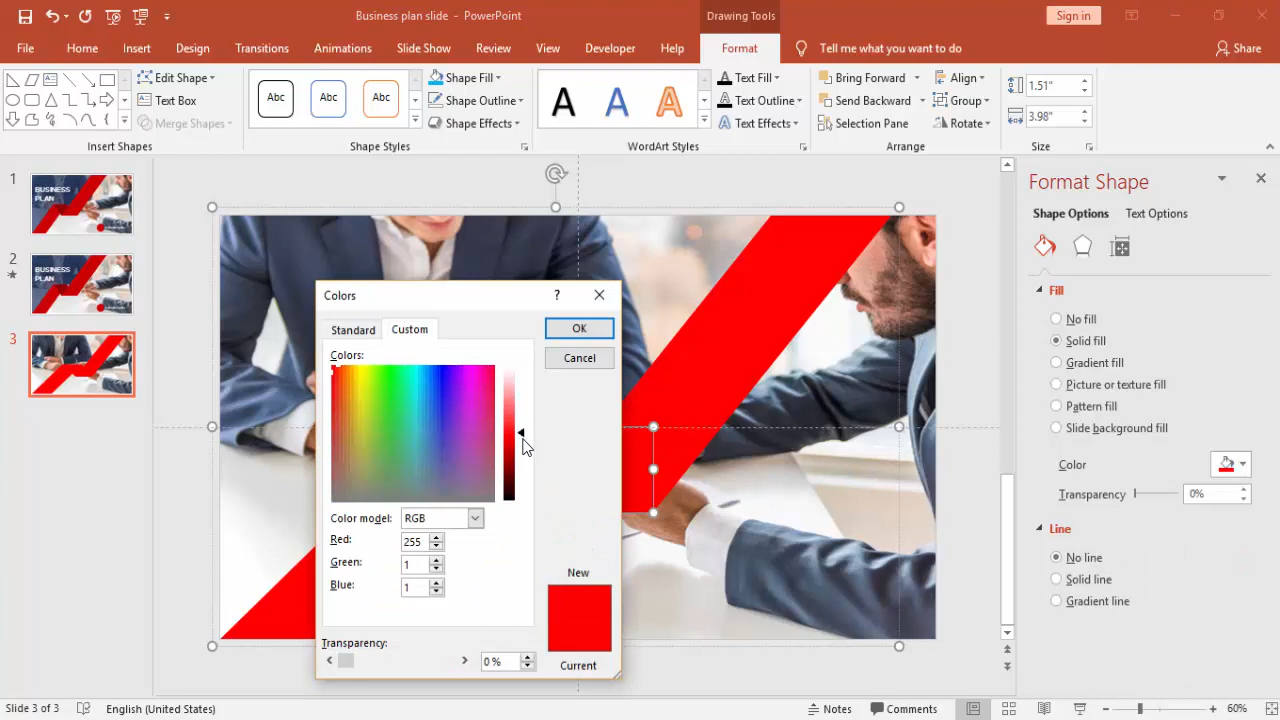 Business plan slide - PowerPoint
Drawing Tools
Sign in
File Home Insert Design Transitions Animations Slide Show Review View Developer Help Format Tell me what you want to do Share
Edit Shape
Text Box
Merge Shapes
Insert Shapes
Abc Abc Abc
Shape Fill
Shape Outline
Shape Effects
Shape Styles
A A A
Text Fill
Text Outline
Text Effects
WordArt Styles
Bring Forward
Send Backward
Selection Pane
Align
Group
Rotate
Arrange
1.51"
3.98"
Size
1
BUSINESS
PLAN
2
BUSINESS
PLAN
3
Colors
?
Standard Custom
OK
Cancel
Colors:
Color model: RGB
Red: 255
Green: 1
Blue: 1
New
Current
Transparency:
0 %
Format Shape
Shape Options Text Options
Fill
No fill
Solid fill
Gradient fill
Picture or texture fill
Pattern fill
Slide background fill
Color
Transparency 0%
Line
No line
Solid line
Gradient line
Slide 3 of 3 English (United States) Notes Comments 60%